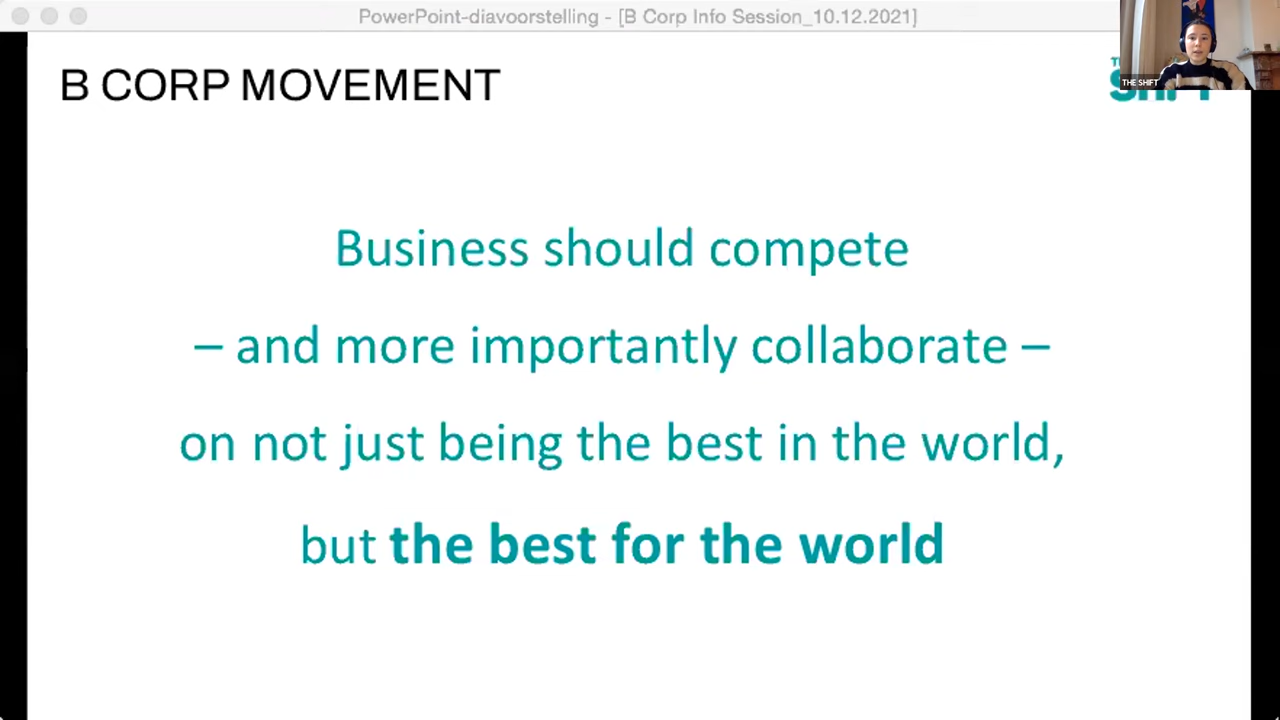 PowerPoint-diavoorstelling - [B Corp Info Session_10.12.2021]
B CORP MOVEMENT
THE SHIFT
Business should compete
– and more importantly collaborate –
on not just being the best in the world,
but the best for the world